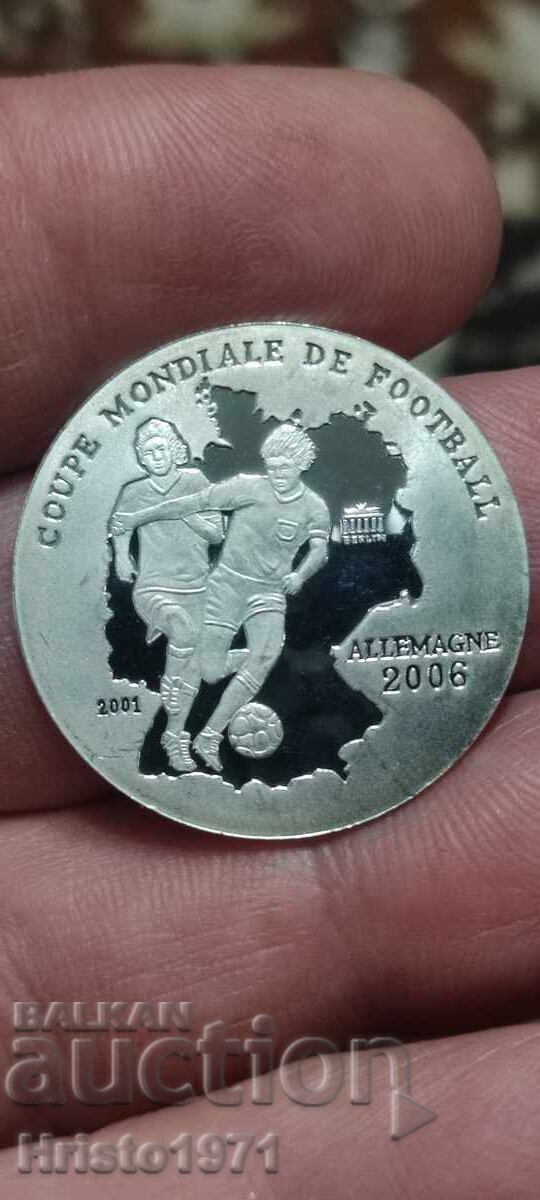 COUPE MONDIALE DE FOOTBALL
BERLIN
ALLEMAGNE
2006
2001
BALKAN
auction
Hristo1971